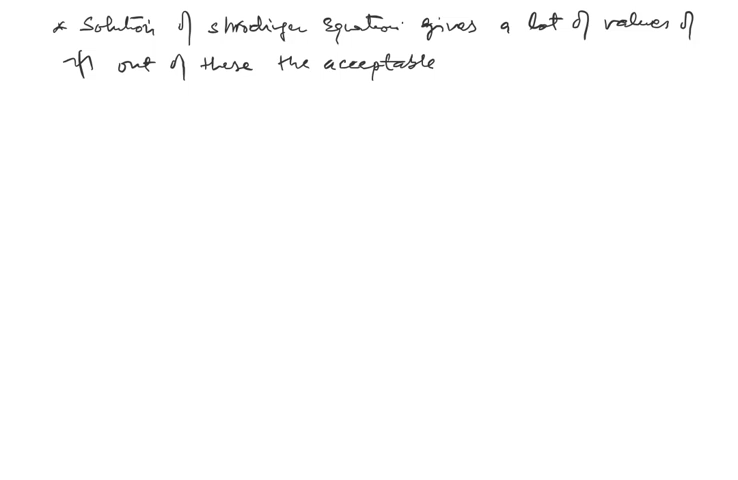 * Solution of shrodinger Equation gives a lot of values of
ψ out of these the acceptable